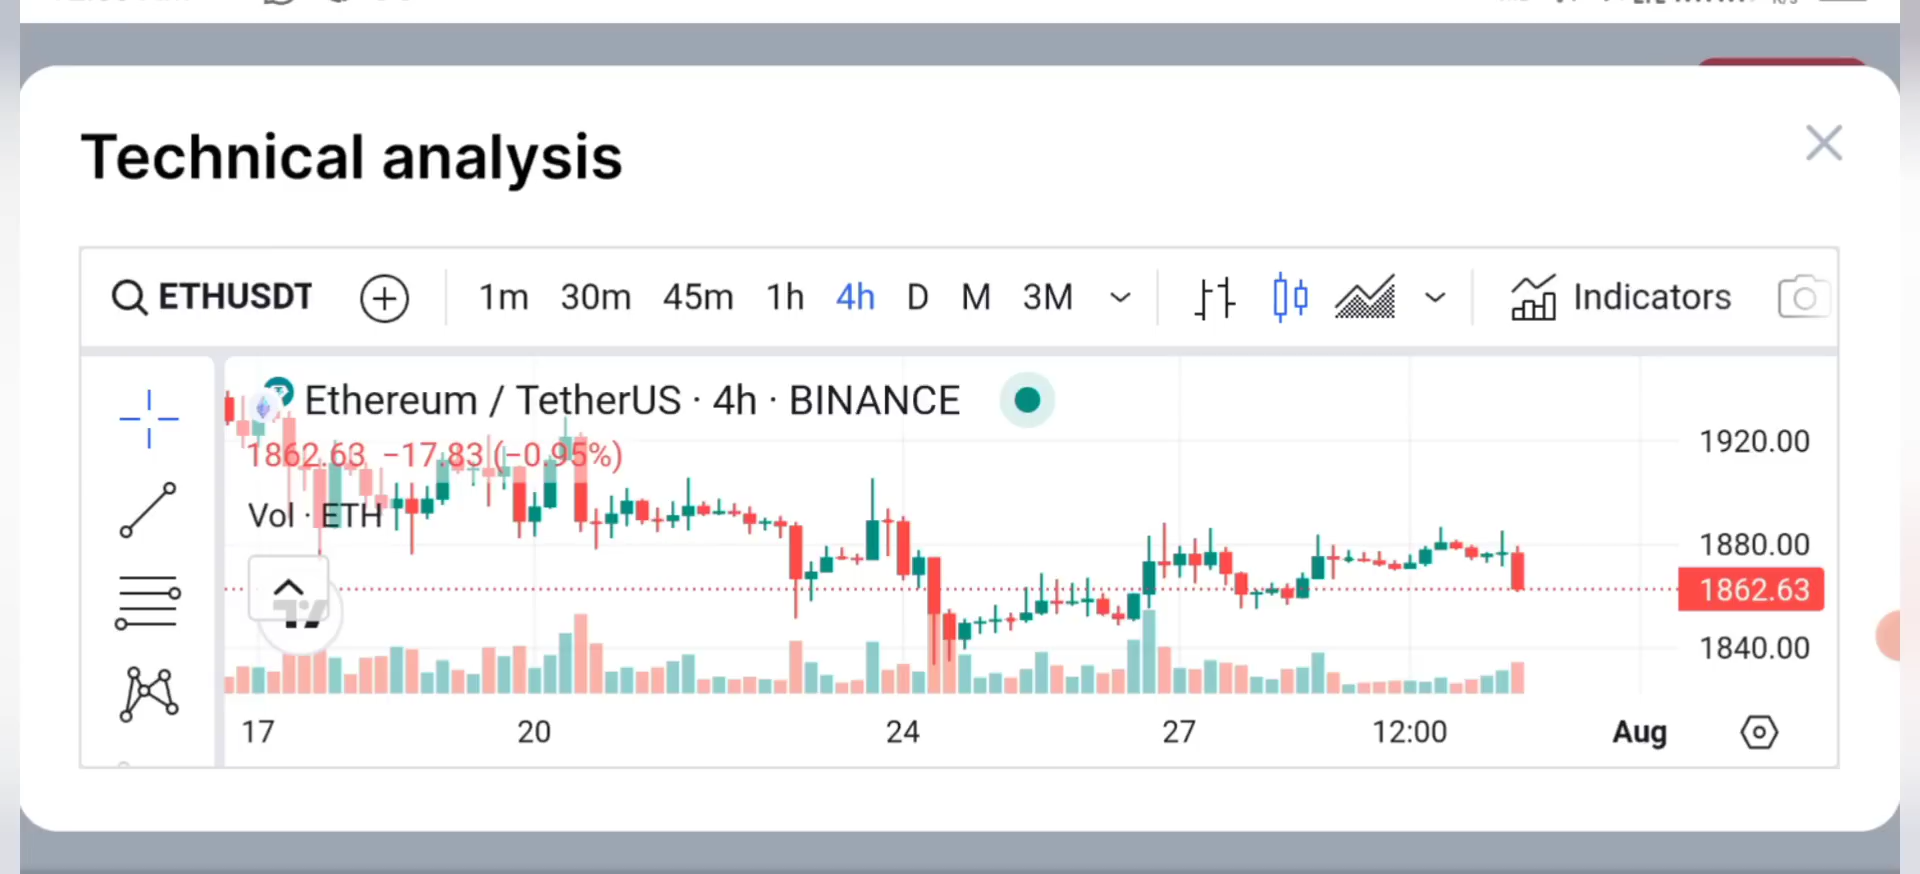 Technical analysis
ETHUSDT 1m 30m 45m 1h 4h D M 3M Indicators
Ethereum / TetherUS · 4h · BINANCE
1862.63 −17.83 (−0.95%)
Vol · ETH
1920.00
1880.00
1862.63
1840.00
17 20 24 27 12:00 Aug